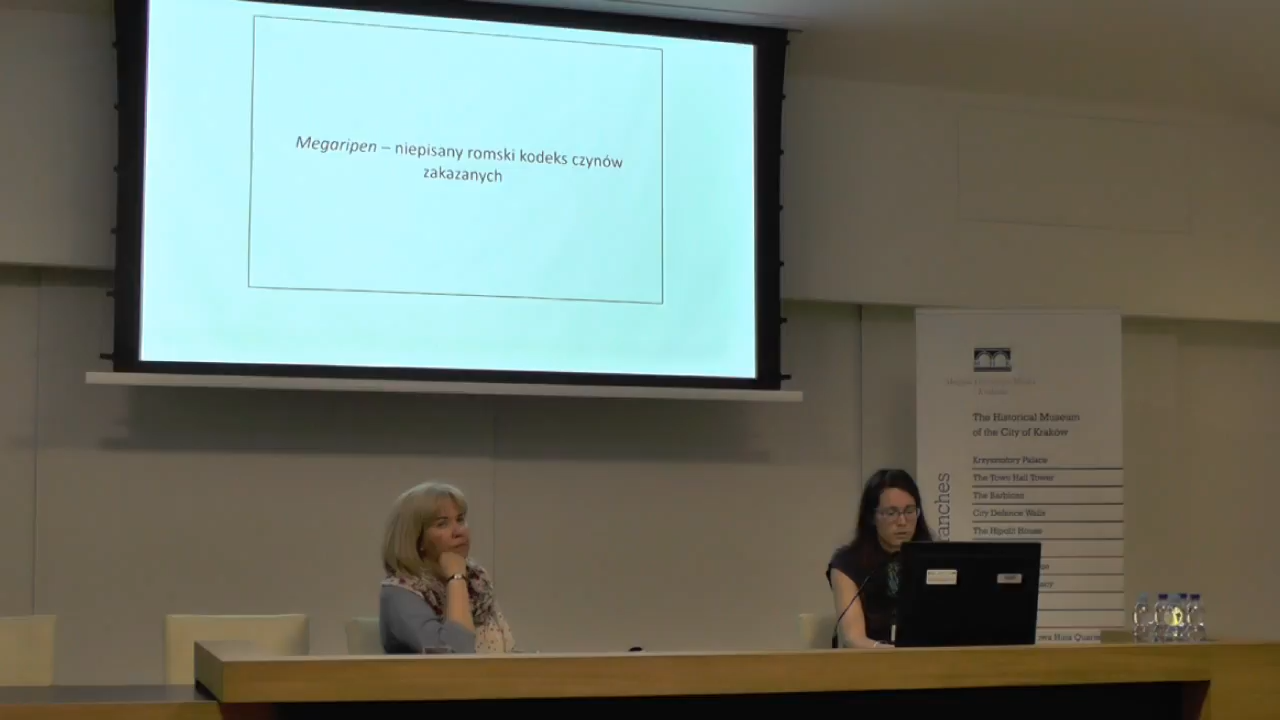 Megaripen – niepisany romski kodeks czynów
zakazanych
The Historical Museum
of the City of Kraków
Krzysztofory Palace
The Town Hall Tower
The Barbican
City Defence Walls
The Hipolit House